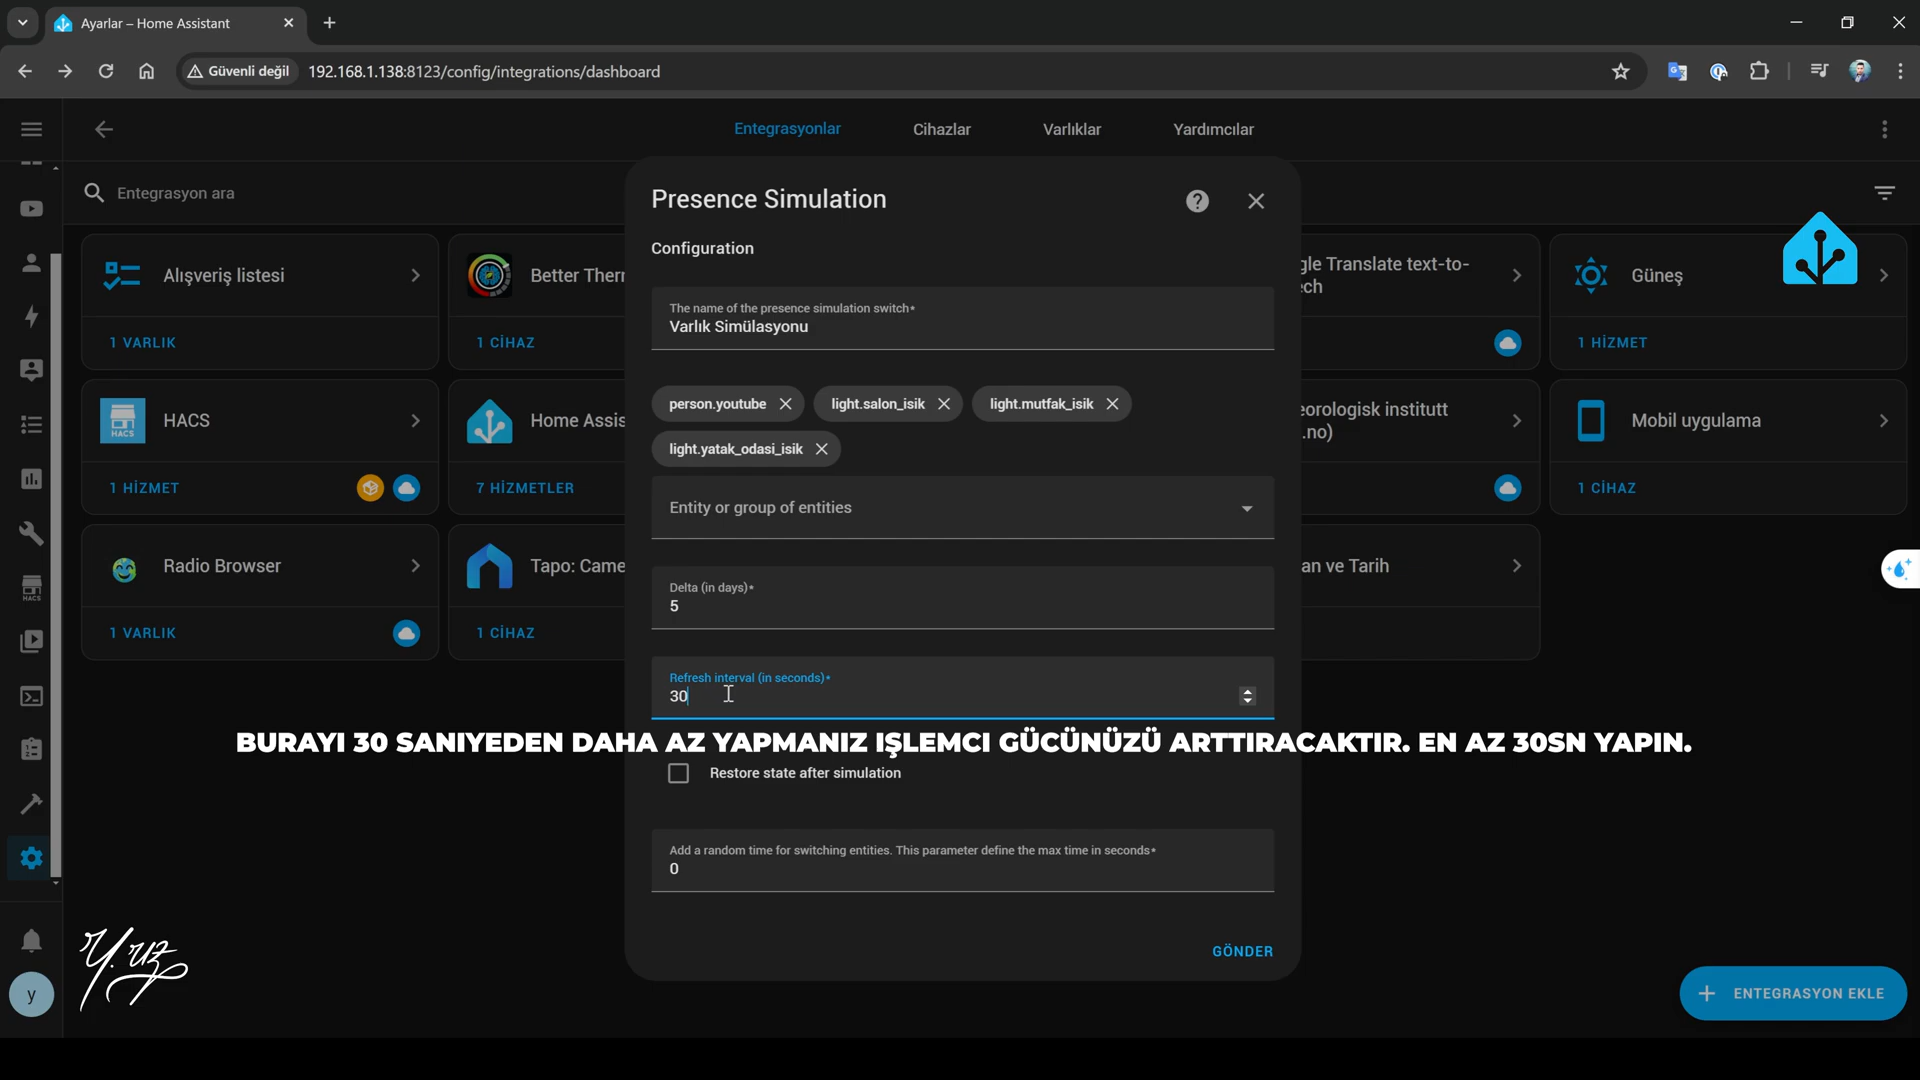 Ayarlar – Home Assistant
Güvenli değil
192.168.1.138:8123/config/integrations/dashboard
Entegrasyonlar
Cihazlar
Varlıklar
Yardımcılar
Entegrasyon ara
Presence Simulation
Configuration
The name of the presence simulation switch*
Varlık Simülasyonu
person.youtube
light.salon_isik
light.mutfak_isik
light.yatak_odasi_isik
Entity or group of entities
Delta (in days)*
5
Refresh interval (in seconds)*
30
BURAYI 30 SANIYEDEN DAHA AZ YAPMANIZ IŞLEMCI GÜCÜNÜZÜ ARTTIRACAKTIR. EN AZ 30SN YAPIN.
Restore state after simulation
Add a random time for switching entities. This parameter define the max time in seconds*
0
GÖNDER
Alışveriş listesi
1 VARLIK
Better Ther
1 CİHAZ
gle Translate text-to-
ech
Güneş
1 HİZMET
HACS
HACS
1 HİZMET
Home Assis
7 HİZMETLER
eorologisk institutt
.no)
Mobil uygulama
1 CİHAZ
Radio Browser
1 VARLIK
Tapo: Came
1 CİHAZ
an ve Tarih
HACS
Y. uz
y
ENTEGRASYON EKLE